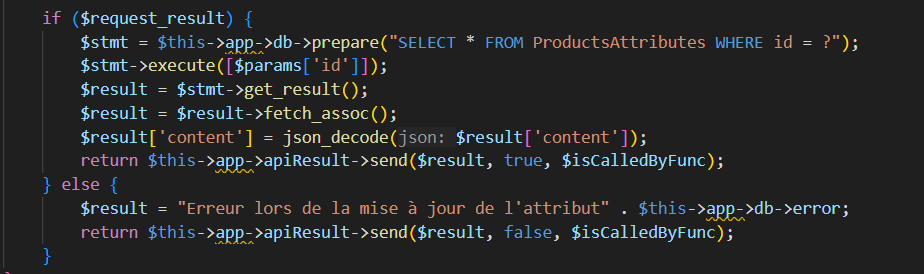 if ($request_result) {
$stmt = $this->app->db->prepare("SELECT * FROM ProductsAttributes WHERE id = ?");
$stmt->execute([$params['id']]);
$result = $stmt->get_result();
$result = $result->fetch_assoc();
$result['content'] = json_decode(json: $result['content']);
return $this->app->apiResult->send($result, true, $isCalledByFunc);
} else {
$result = "Erreur lors de la mise à jour de l'attribut" . $this->app->db->error;
return $this->app->apiResult->send($result, false, $isCalledByFunc);
}